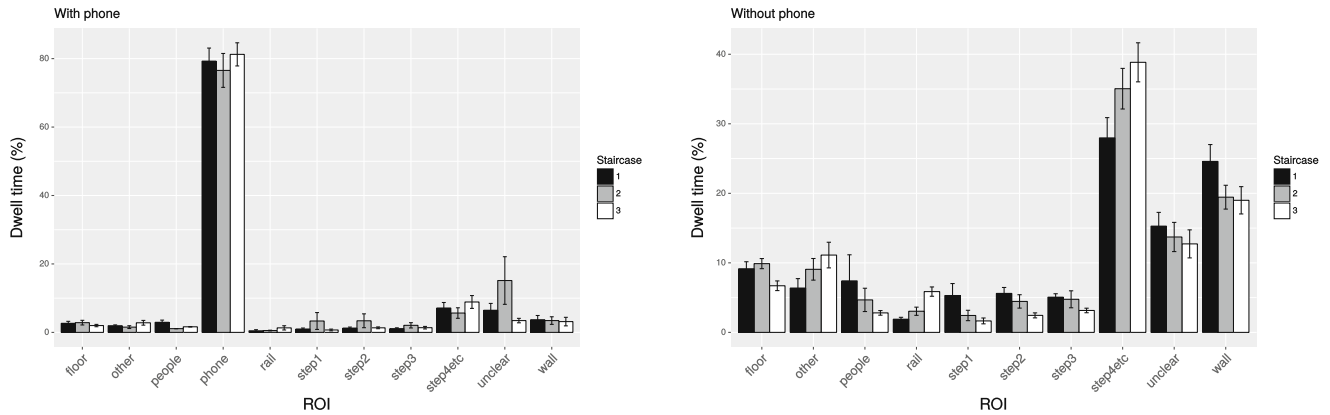 With phone
Dwell time (%)
80
60
40
20
0
floor other people phone rail step1 step2 step3 step4etc unclear wall
ROI
Staircase
1
2
3
Without phone
Dwell time (%)
40
30
20
10
0
floor other people rail step1 step2 step3 step4etc unclear wall
ROI
Staircase
1
2
3